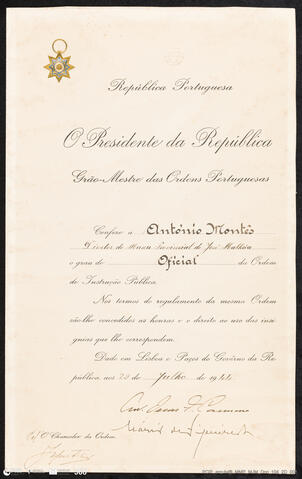 República Portuguesa
O Presidente da República
Grão-Mestre das Ordens Portuguesas
Confere a António Montês
Director do Museu Provincial de José Malhôa
o grau de Oficial da Ordem
de Instrução Pública.
Nos termos do regulamento da mesma Ordem
são-lhe concedidas as honras e o direito ao uso das insí-
gnias que lhe correspondem.
Dado em Lisboa e Paços do Govêrno da Re-
pública, aos 22 de Julho de 1944
O Chanceler da Ordem,